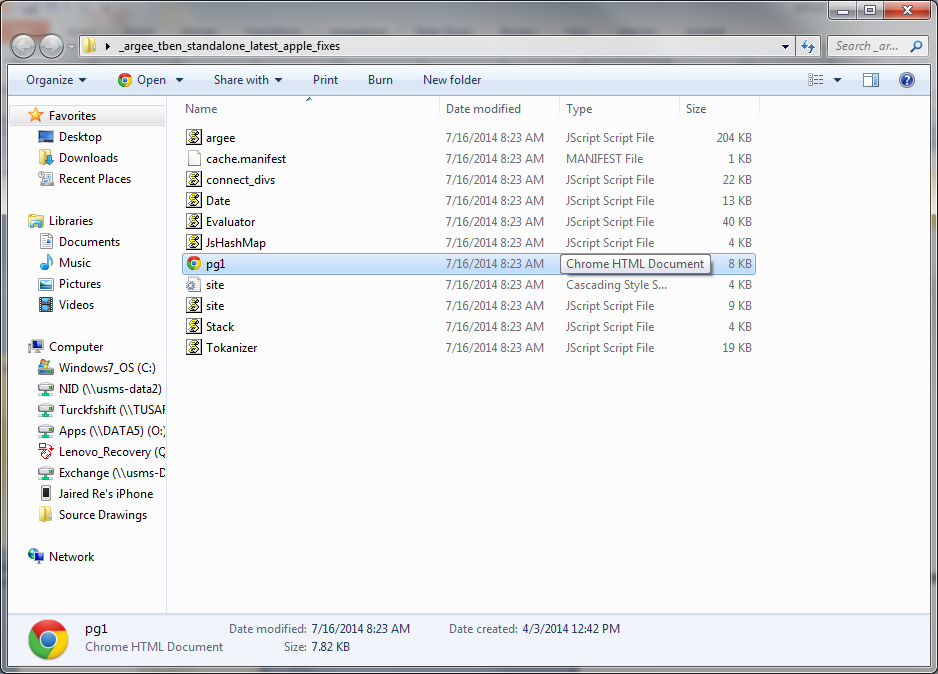 _argee_tben_standalone_latest_apple_fixes
Search _ar...
Organize Open Share with Print Burn New folder
Name Date modified Type Size
Favorites
Desktop
Downloads
Recent Places
Libraries
Documents
Music
Pictures
Videos
Computer
Windows7_OS (C:)
NID (\\usms-data2)
Turckfshift (\\TUSAF
Apps (\\DATA5) (O:)
Lenovo_Recovery (Q
Exchange (\\usms-D
Jaired Re's iPhone
Source Drawings
Network
argee 7/16/2014 8:23 AM JScript Script File 204 KB
cache.manifest 7/16/2014 8:23 AM MANIFEST File 1 KB
connect_divs 7/16/2014 8:23 AM JScript Script File 22 KB
Date 7/16/2014 8:23 AM JScript Script File 13 KB
Evaluator 7/16/2014 8:23 AM JScript Script File 40 KB
JsHashMap 7/16/2014 8:23 AM JScript Script File 4 KB
pg1 7/16/2014 8:23 AM Chrome HTML Document 8 KB
site 7/16/2014 8:23 AM Cascading Style S... 4 KB
site 7/16/2014 8:23 AM JScript Script File 9 KB
Stack 7/16/2014 8:23 AM JScript Script File 4 KB
Tokanizer 7/16/2014 8:23 AM JScript Script File 19 KB
pg1 Date modified: 7/16/2014 8:23 AM Date created: 4/3/2014 12:42 PM
Chrome HTML Document Size: 7.82 KB